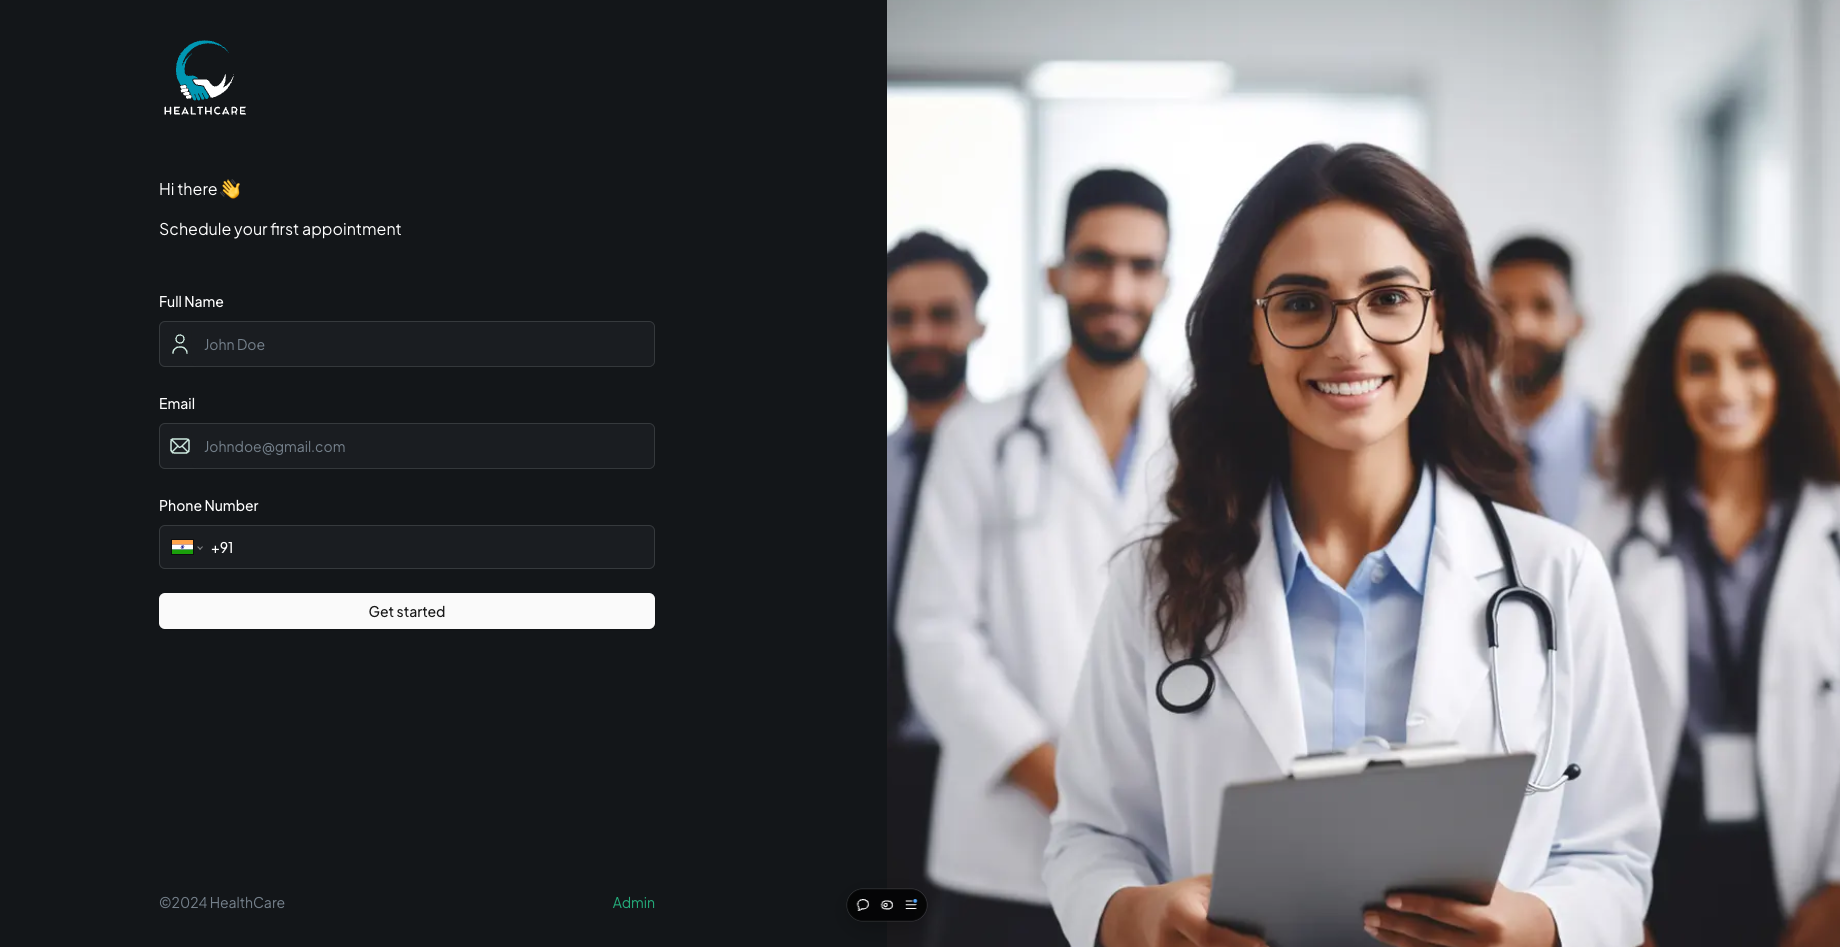 HEALTHCARE
Hi there 👋
Schedule your first appointment
Full Name
John Doe
Email
Johndoe@gmail.com
Phone Number
+91
Get started
©2024 HealthCare
Admin